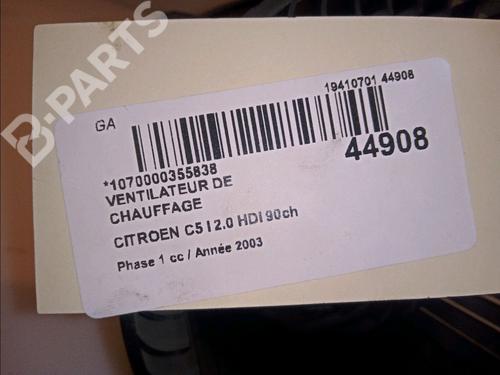 B-PARTS
GA
19410701 44908
44908
*1070000355838
VENTILATEUR DE
CHAUFFAGE
CITROEN C5 I 2.0 HDI 90ch
Phase 1 cc / Année 2003